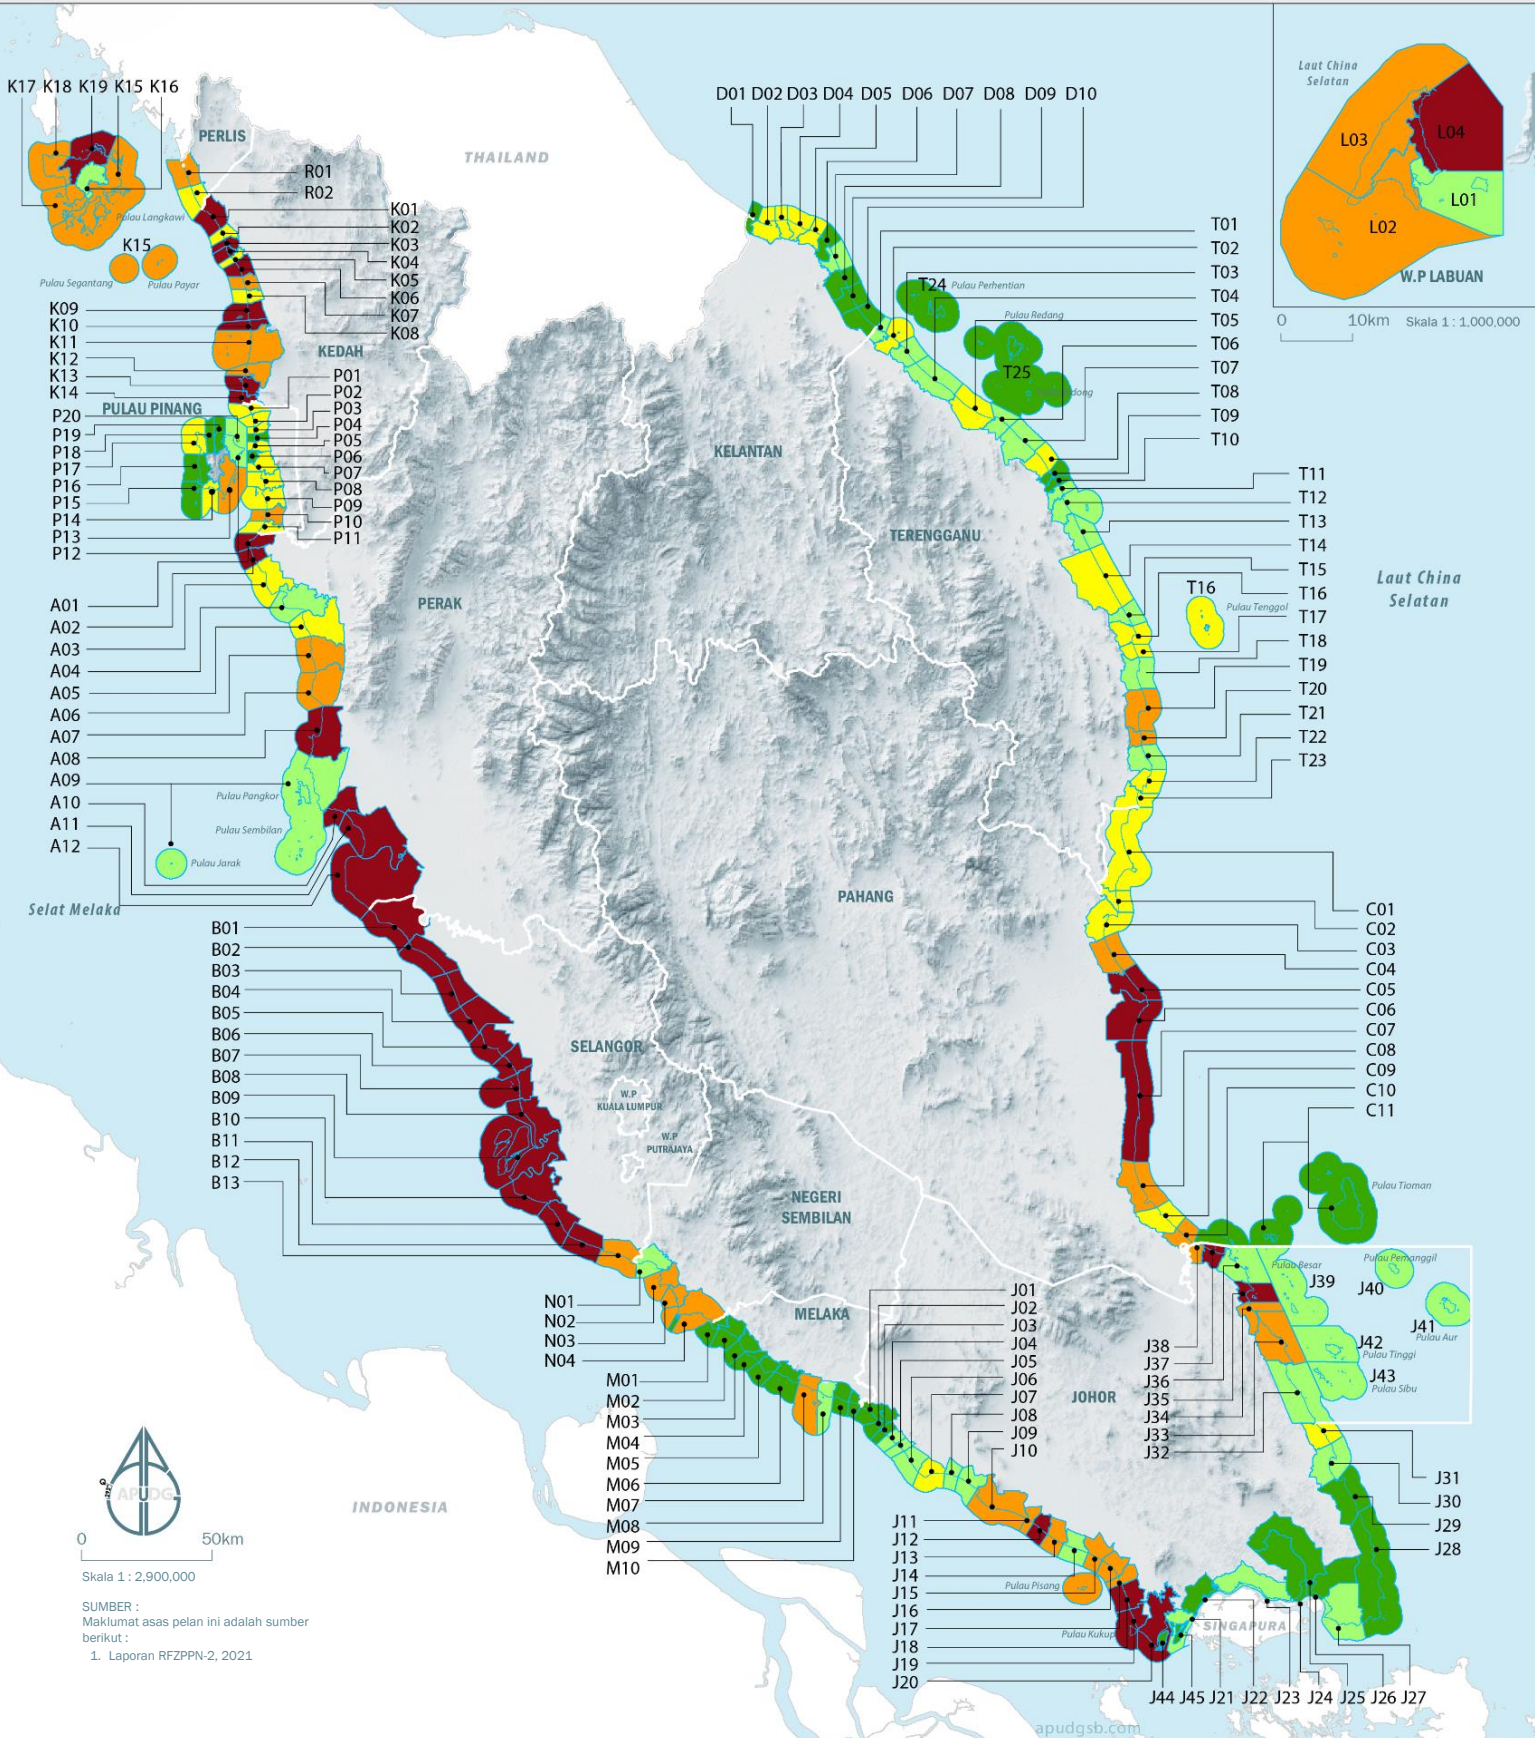 K17 K18 K19 K15 K16
PERLIS
THAILAND
R01
R02
Pulau Langkawi
K15
Pulau Segantang
Pulau Payar
K01
K02
K03
K04
K05
K06
K07
K08
K09
K10
K11
K12
K13
K14
KEDAH
PULAU PINANG
P01
P02
P03
P04
P05
P06
P07
P08
P09
P10
P11
P20
P19
P18
P17
P16
P15
P14
P13
P12
A01
A02
A03
A04
A05
A06
A07
A08
A09
A10
A11
A12
PERAK
Pulau Pangkor
Pulau Sembilan
Pulau Jarak
Selat Melaka
D01 D02 D03 D04 D05 D06 D07 D08 D09 D10
T01
T02
T03
T04
T05
T06
T07
T08
T09
T10
T11
T12
T13
T14
T15
T16
T17
T18
T19
T20
T21
T22
T23
T24
Pulau Perhentian
Pulau Redang
T25
T16
Pulau Tenggol
KELANTAN
TERENGGANU
PAHANG
Laut China
Selatan
Laut China
Selatan
L03
L04
L01
L02
W.P LABUAN
0 10km Skala 1 : 1,000,000
C01
C02
C03
C04
C05
C06
C07
C08
C09
C10
C11
Pulau Tioman
B01
B02
B03
B04
B05
B06
B07
B08
B09
B10
B11
B12
B13
SELANGOR
W.P
KUALA LUMPUR
W.P
PUTRAJAYA
NEGERI
SEMBILAN
MELAKA
JOHOR
N01
N02
N03
N04
M01
M02
M03
M04
M05
M06
M07
M08
M09
M10
J01
J02
J03
J04
J05
J06
J07
J08
J09
J10
J11
J12
J13
J14
J15
J16
J17
J18
J19
J20
Pulau Pisang
Pulau Kukup
J38
J37
J36
J35
J34
J33
J32
Pulau Besar
J39
Pulau Pemanggil
J40
J41
Pulau Aur
J42
Pulau Tinggi
J43
Pulau Sibu
J31
J30
J29
J28
SINGAPURA
J44 J45 J21 J22 J23 J24 J25 J26 J27
INDONESIA
APUDG
0 50km
Skala 1 : 2,900,000
SUMBER :
Maklumat asas pelan ini adalah sumber
berikut :
1. Laporan RFZPPN-2, 2021
apudgsb.com